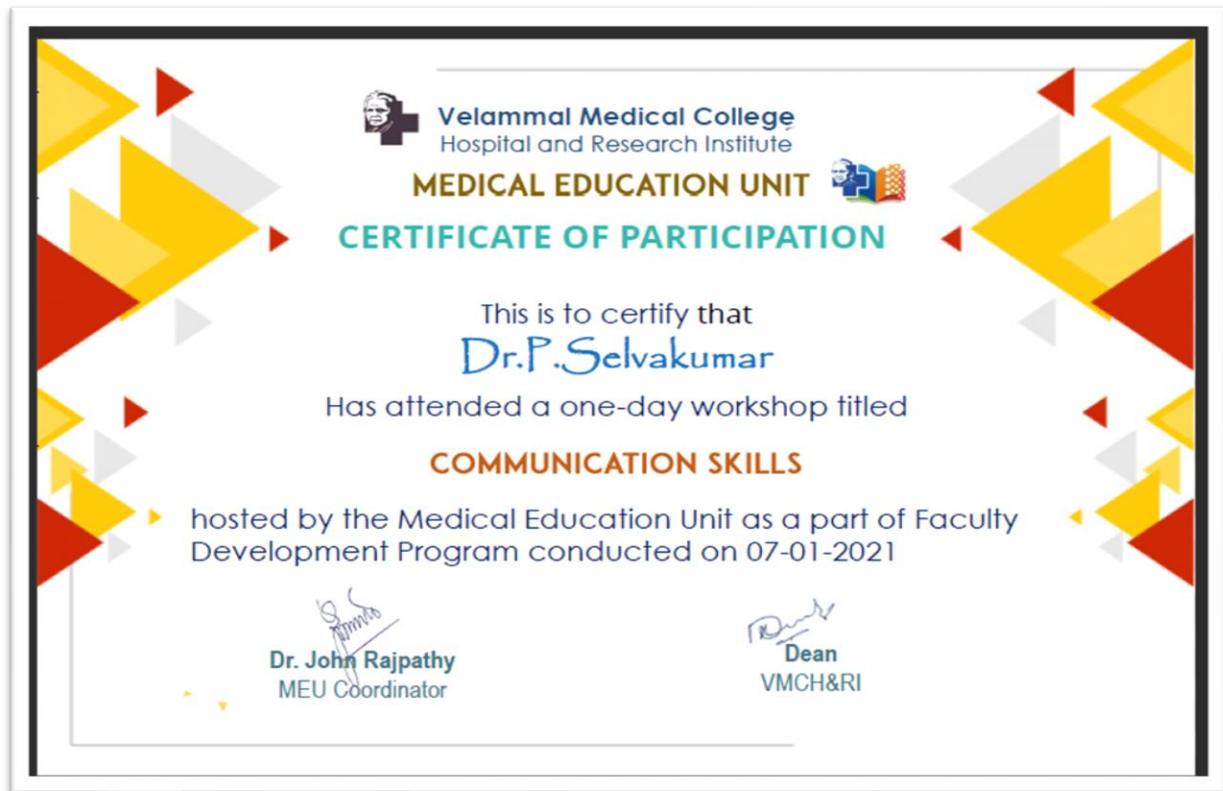 Velammal Medical College
Hospital and Research Institute
MEDICAL EDUCATION UNIT
CERTIFICATE OF PARTICIPATION
This is to certify that
Dr.P.Selvakumar
Has attended a one-day workshop titled
COMMUNICATION SKILLS
hosted by the Medical Education Unit as a part of Faculty
Development Program conducted on 07-01-2021
Dr. John Rajpathy
MEU Coordinator
Dean
VMCH&RI